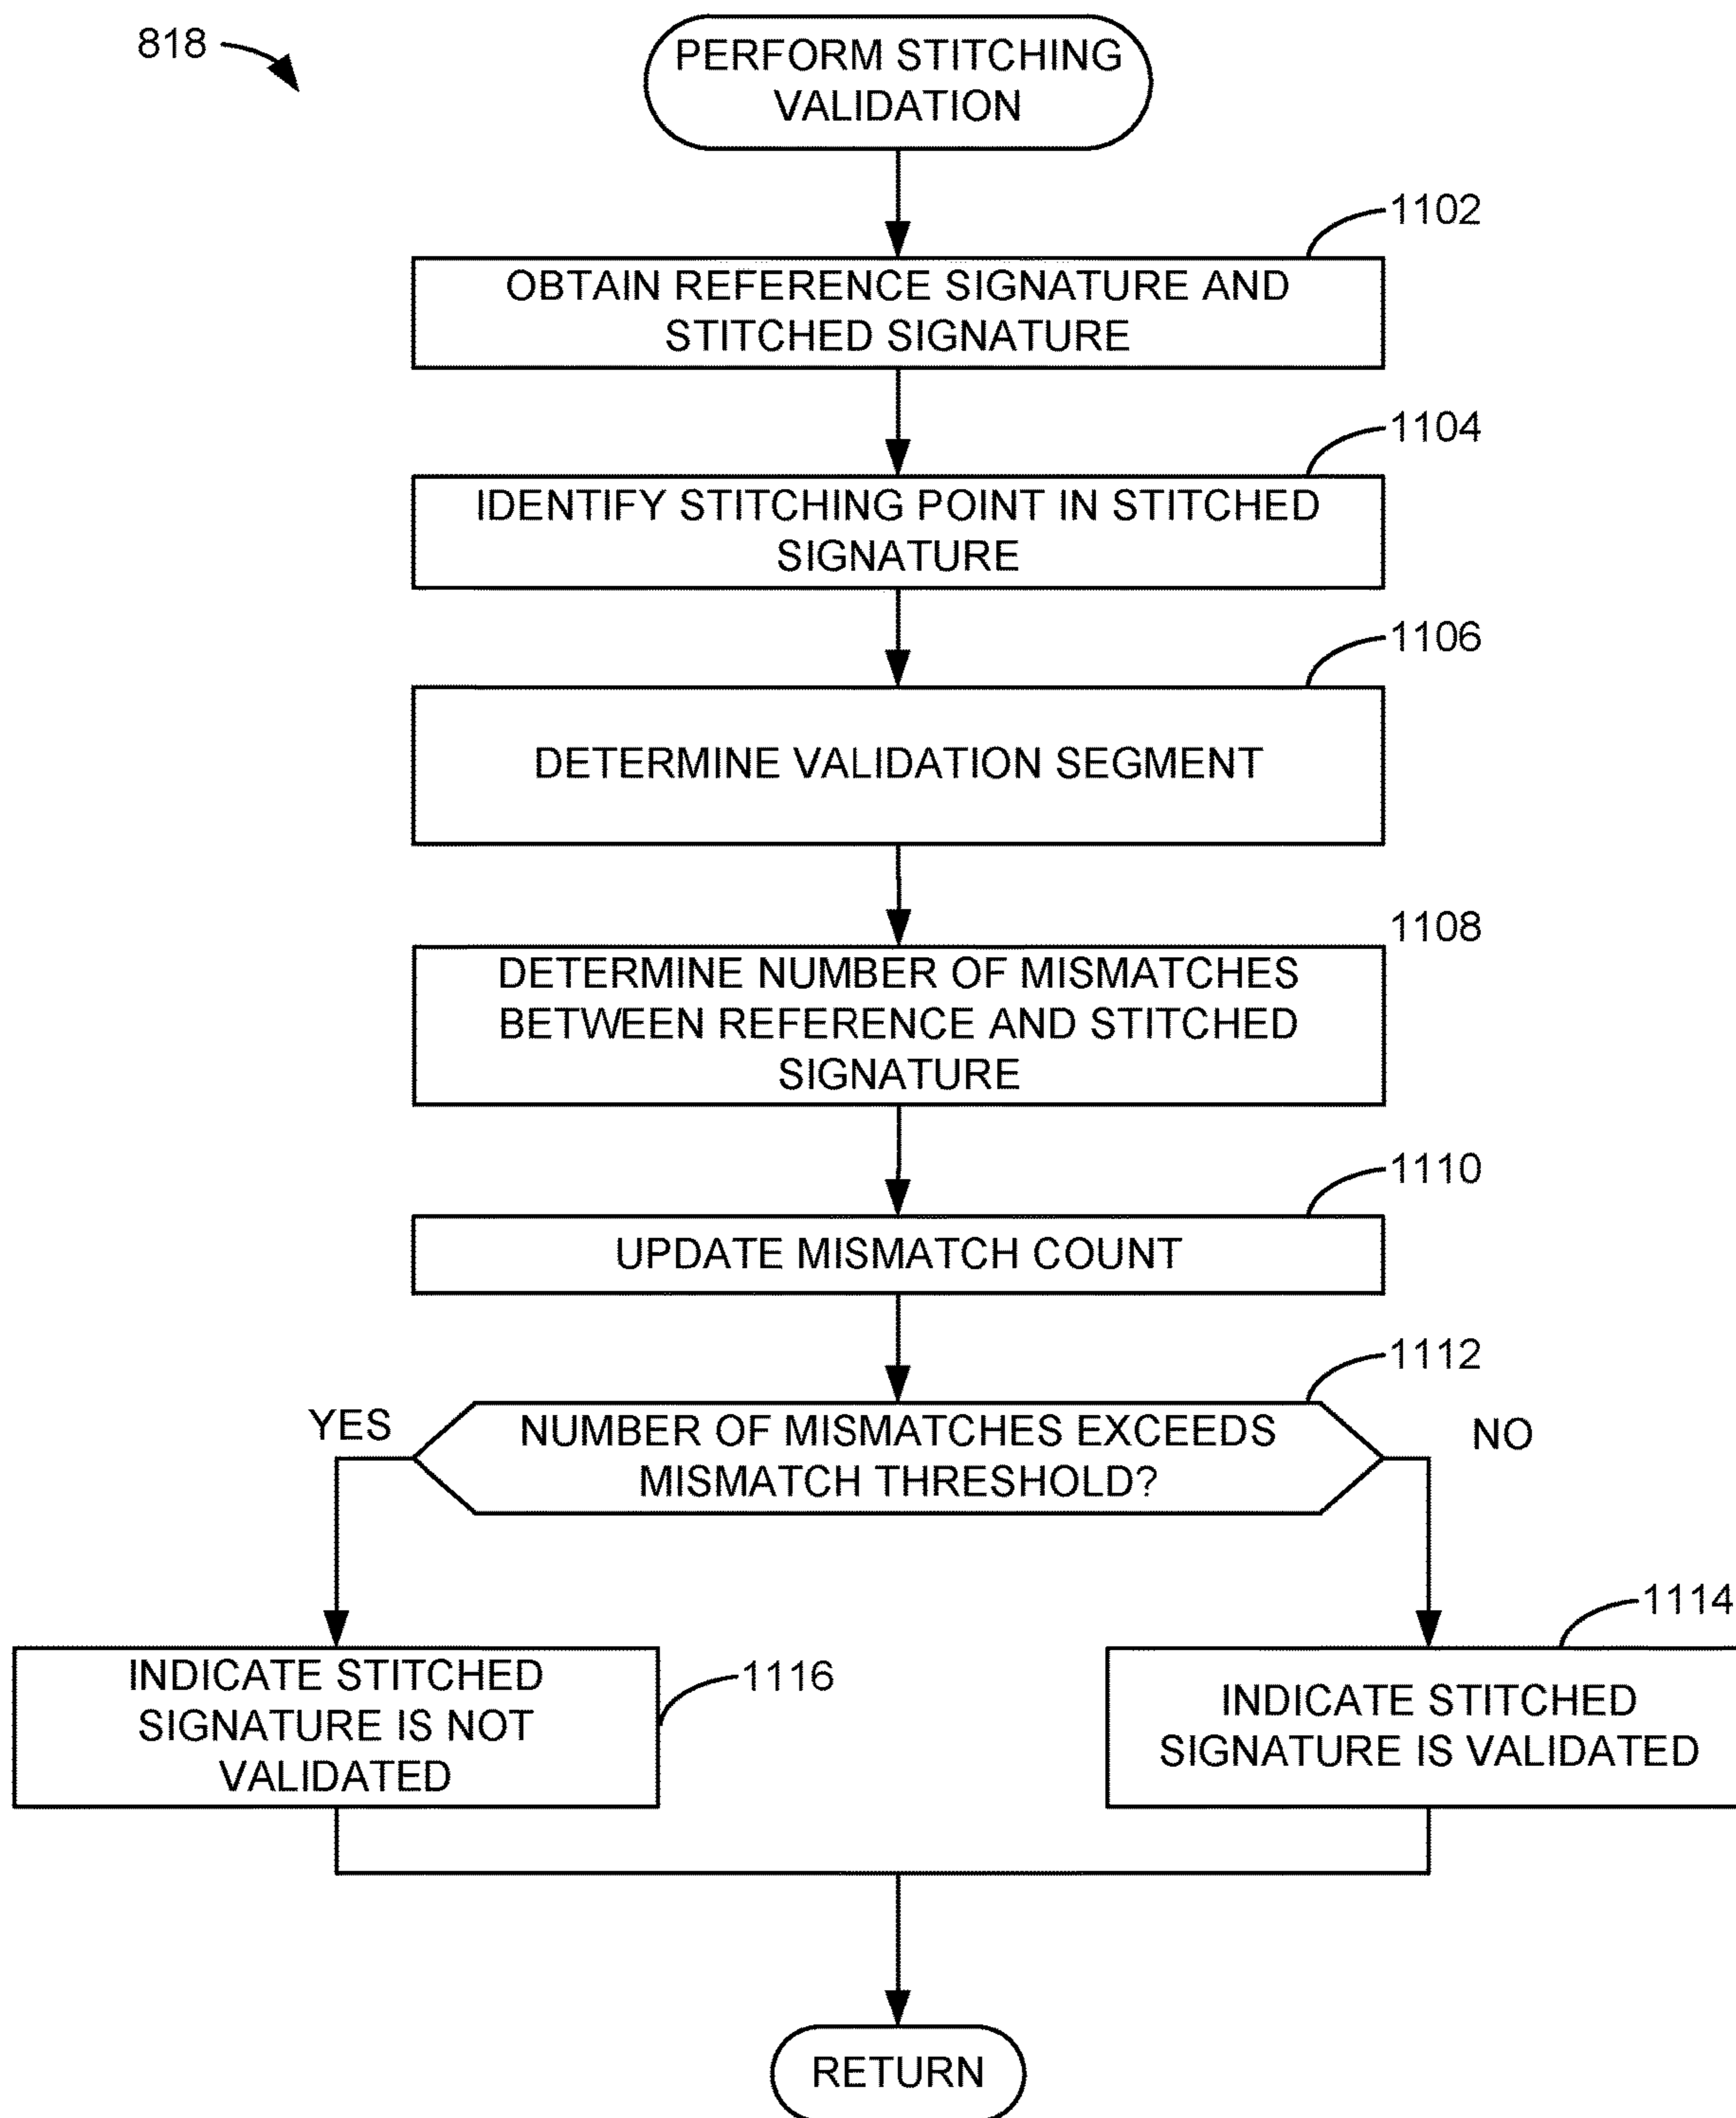 818
PERFORM STITCHING
VALIDATION
1102
OBTAIN REFERENCE SIGNATURE AND
STITCHED SIGNATURE
1104
IDENTIFY STITCHING POINT IN STITCHED
SIGNATURE
1106
DETERMINE VALIDATION SEGMENT
1108
DETERMINE NUMBER OF MISMATCHES
BETWEEN REFERENCE AND STITCHED
SIGNATURE
1110
UPDATE MISMATCH COUNT
1112
YES
NUMBER OF MISMATCHES EXCEEDS
MISMATCH THRESHOLD?
NO
1116
INDICATE STITCHED
SIGNATURE IS NOT
VALIDATED
1114
INDICATE STITCHED
SIGNATURE IS VALIDATED
RETURN